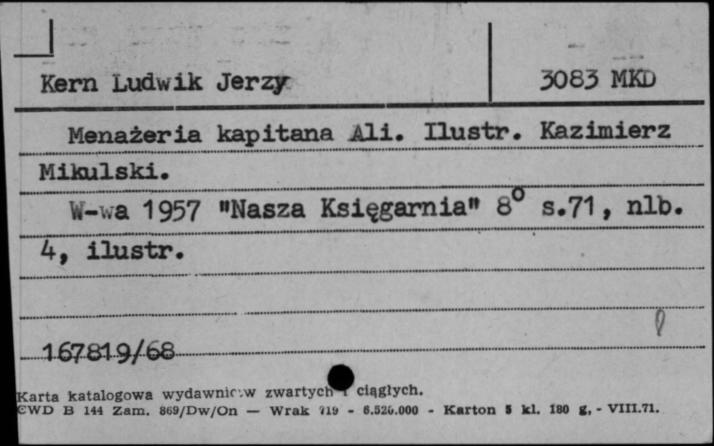 Kern Ludwik Jerzy
3083 MKD
Menażeria kapitana Ali. Ilustr. Kazimierz
Mikulski.
W-wa 1957 "Nasza Księgarnia" 8° s.71, nlb.
4, ilustr.
167819/68
Karta katalogowa wydawnic w zwartych i ciągłych.
CWD B 144 Zam. 869/Dw/On — Wrak 719 - 6.520.000 - Karton 5 kl. 180 g, - VIII.71.